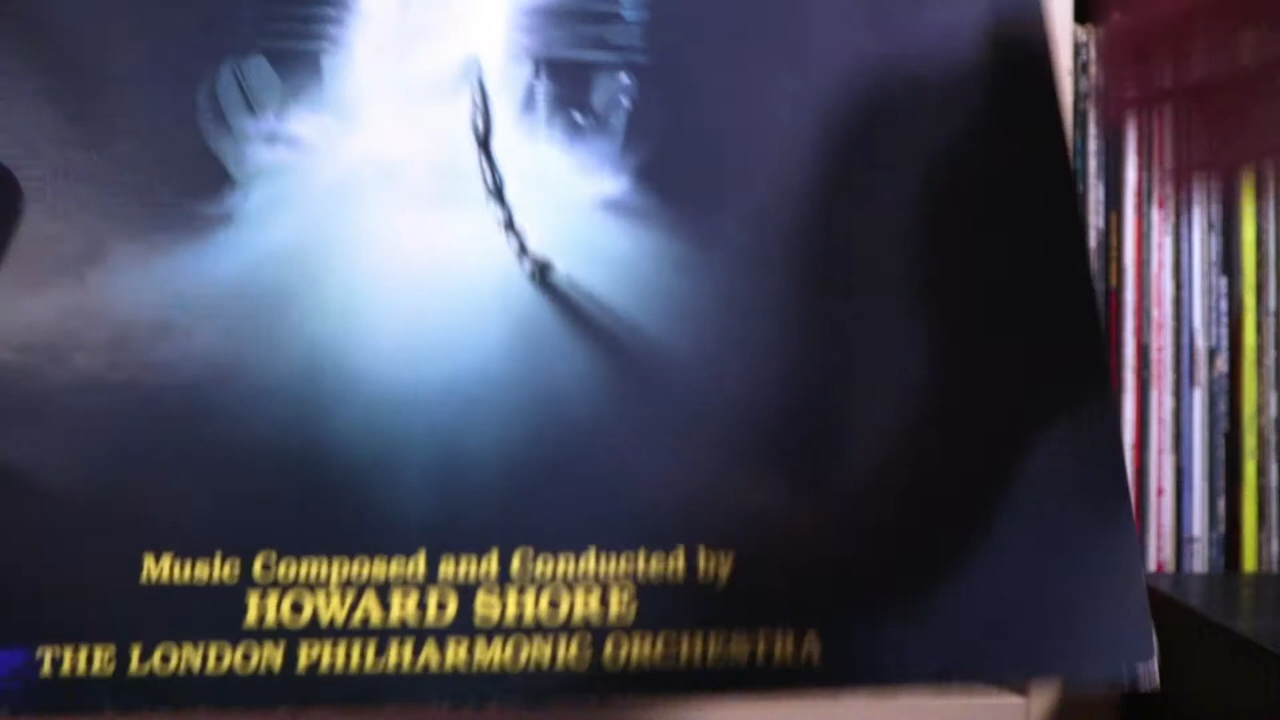 Music Composed and Conducted by
HOWARD SHORE
THE LONDON PHILHARMONIC ORCHESTRA